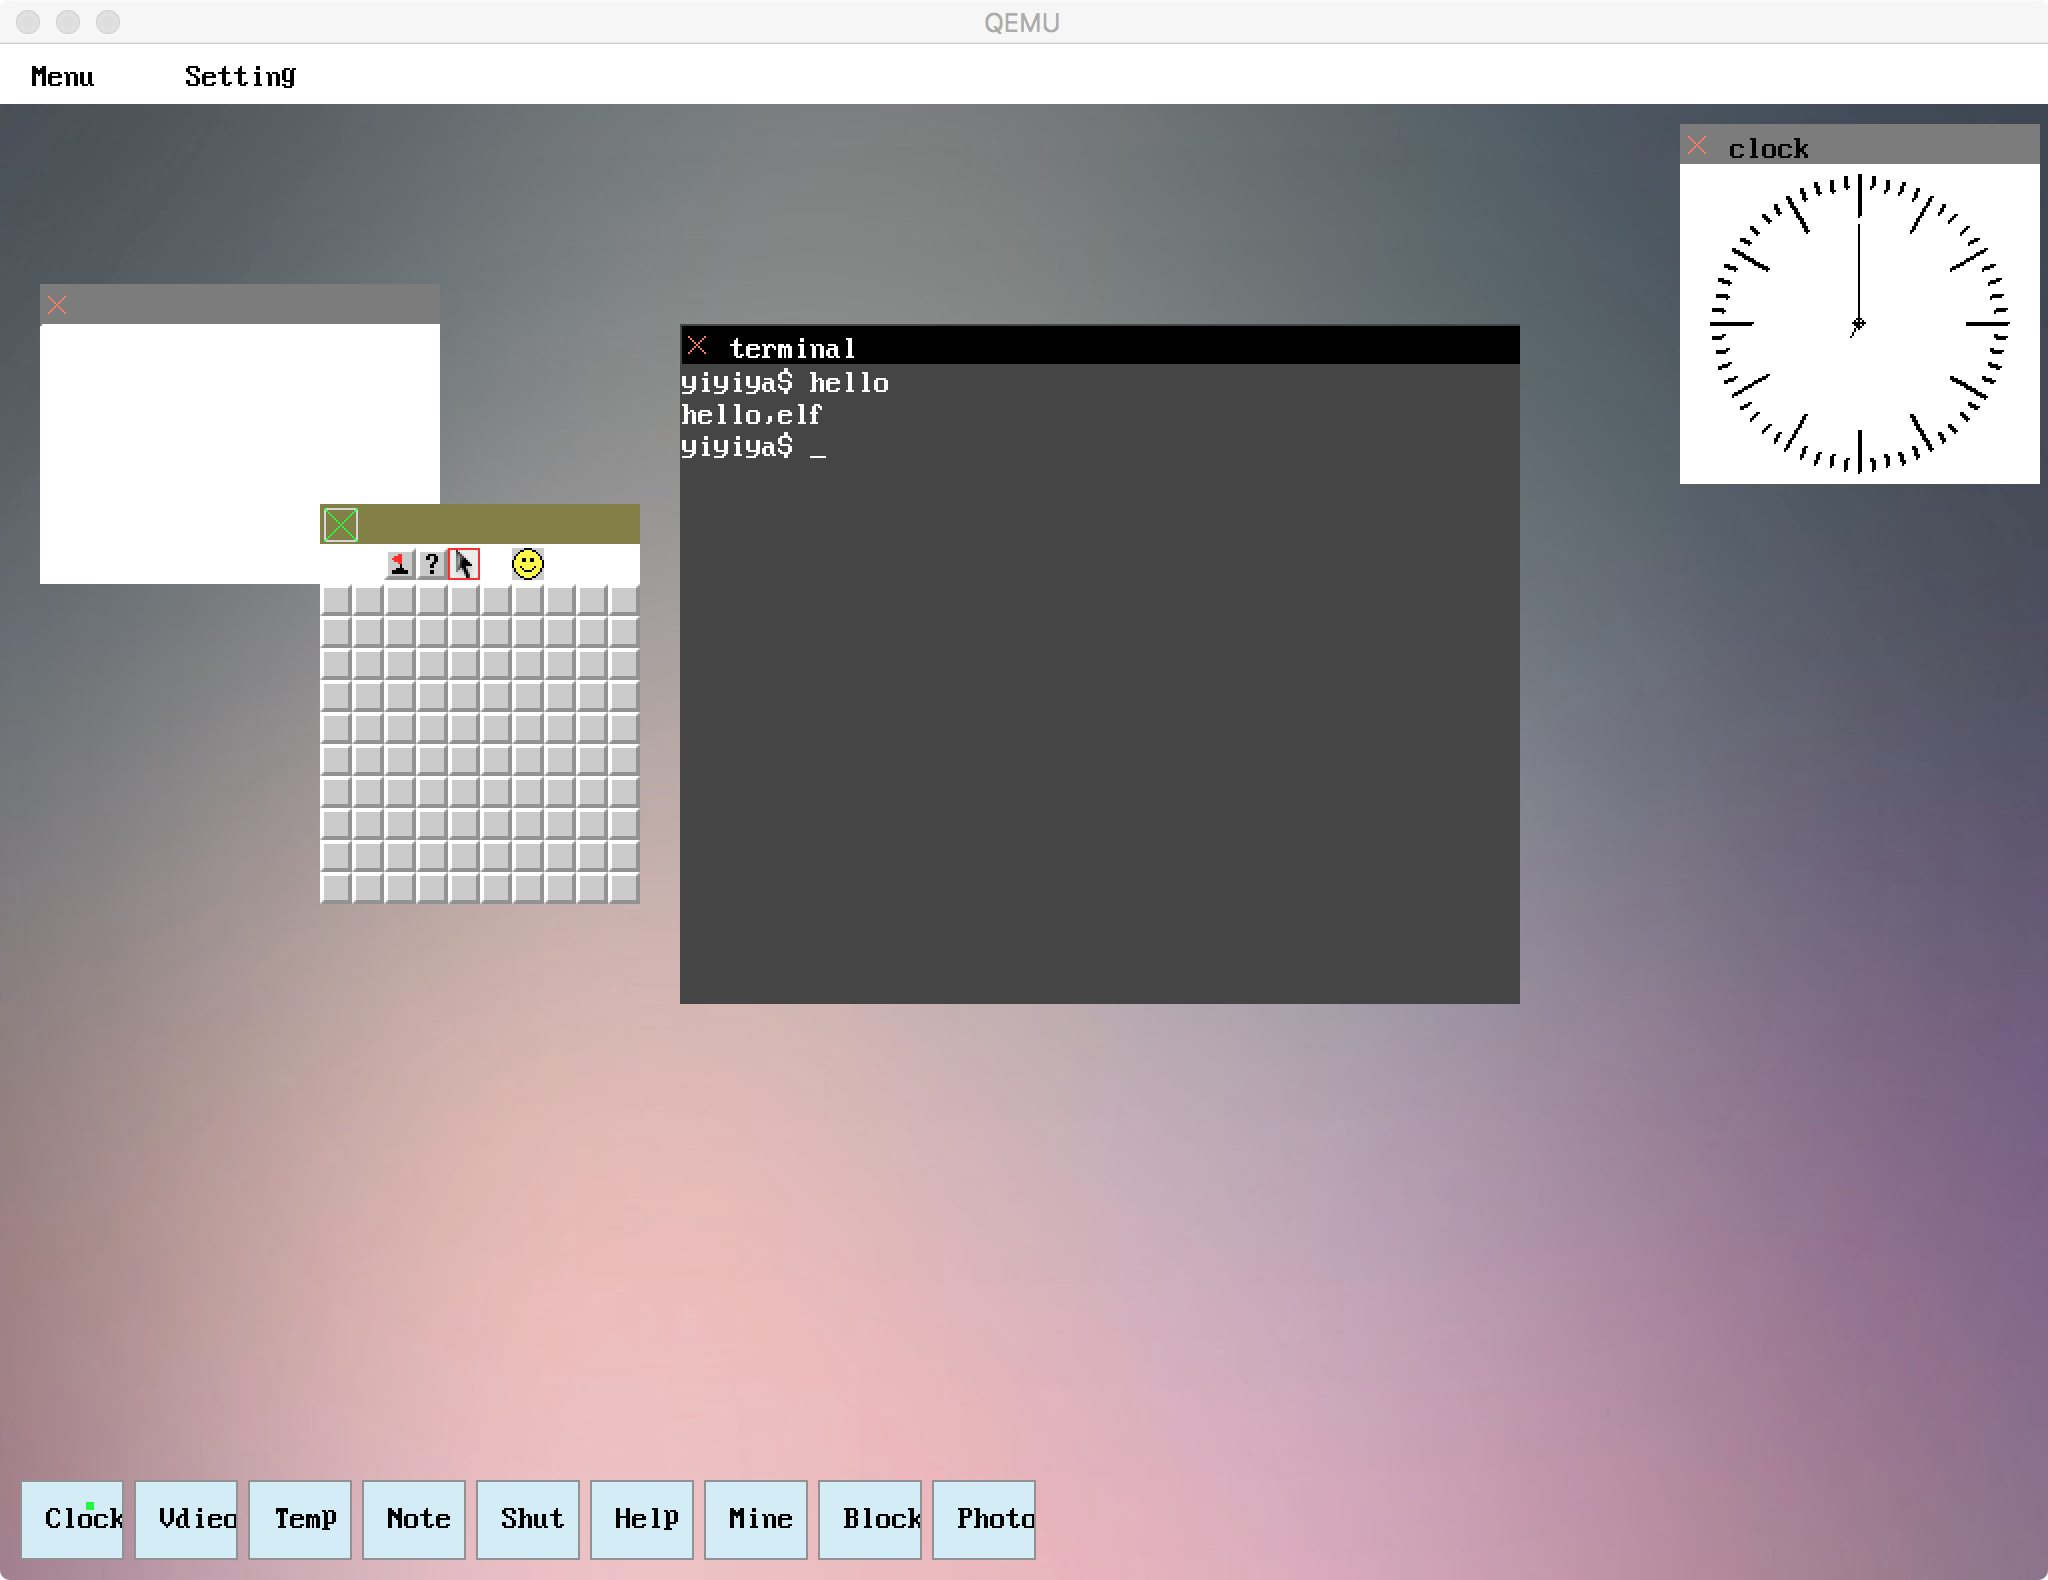 QEMU
Menu Setting
clock
terminal
yiyiya$ hello
hello,elf
yiyiya$ _
?
Clock Vdieo Temp Note Shut Help Mine Block Photo